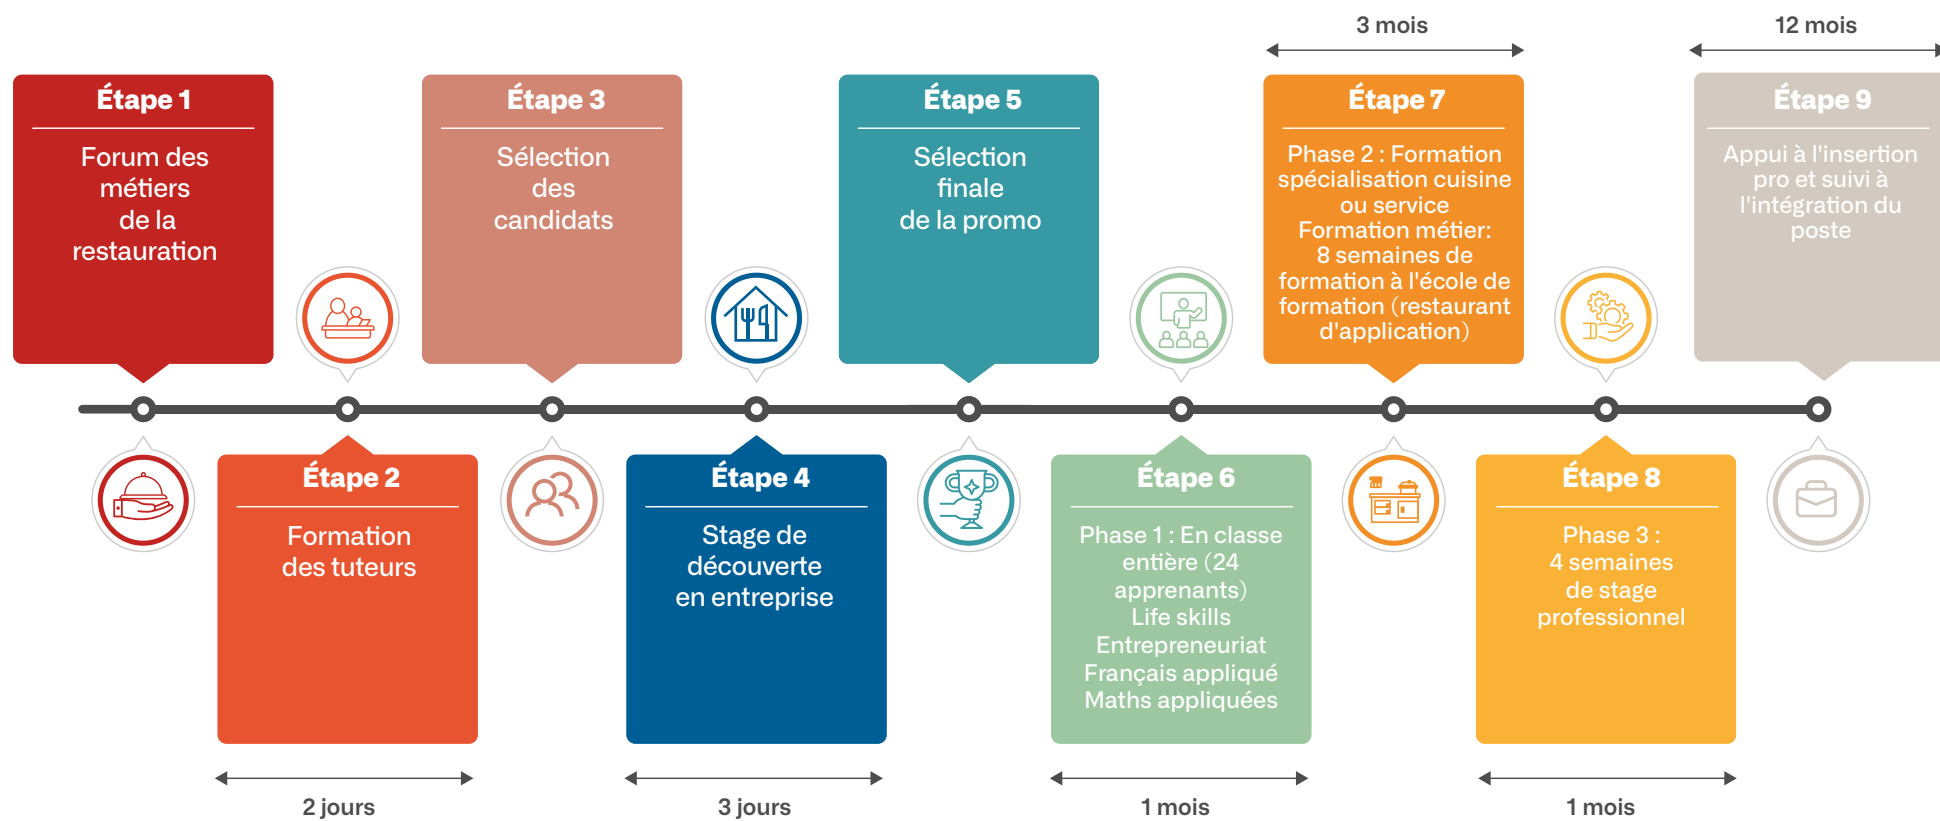 Étape 1
Forum des
métiers
de la
restauration
Étape 2
Formation
des tuteurs
2 jours
Étape 3
Sélection
des
candidats
Étape 4
Stage de
découverte
en entreprise
3 jours
Étape 5
Sélection
finale
de la promo
Étape 6
Phase 1 : En classe
entière (24
apprenants)
Life skills
Entrepreneuriat
Français appliqué
Maths appliquées
1 mois
3 mois
Étape 7
Phase 2 : Formation
spécialisation cuisine
ou service
Formation métier:
8 semaines de
formation à l'école de
formation (restaurant
d'application)
Étape 8
Phase 3 :
4 semaines
de stage
professionnel
1 mois
12 mois
Étape 9
Appui à l'insertion
pro et suivi à
l'intégration du
poste